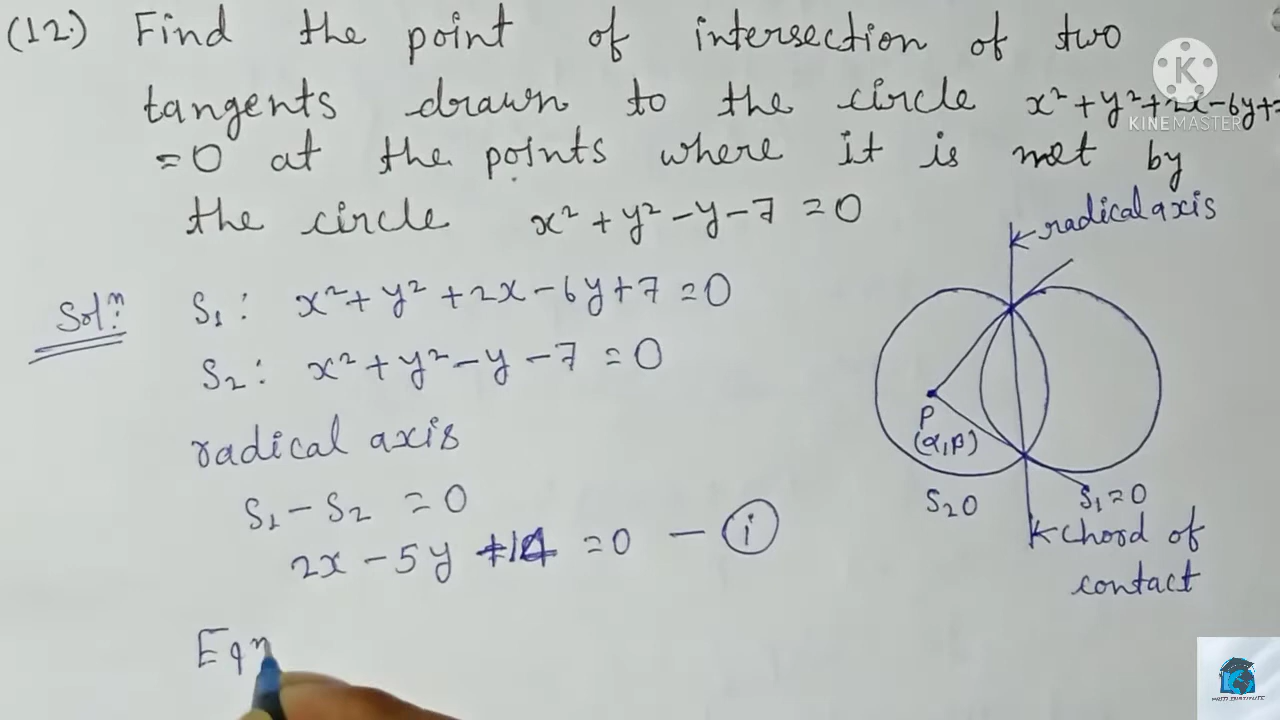 (12.) Find the point of intersection of two
tangents drawn to the circle x²+y²+2x-6y+7
=0 at the points where it is met by
the circle x²+y²-y-7=0
Solⁿ: S₁: x²+y²+2x-6y+7=0
S₂: x²+y²-y-7=0
radical axis
S₁-S₂=0
2x-5y+14=0 - (i)
Eqn
radical axis
P
(α,β)
S₂0
S₁=0
chord of
contact
K
KINEMASTER